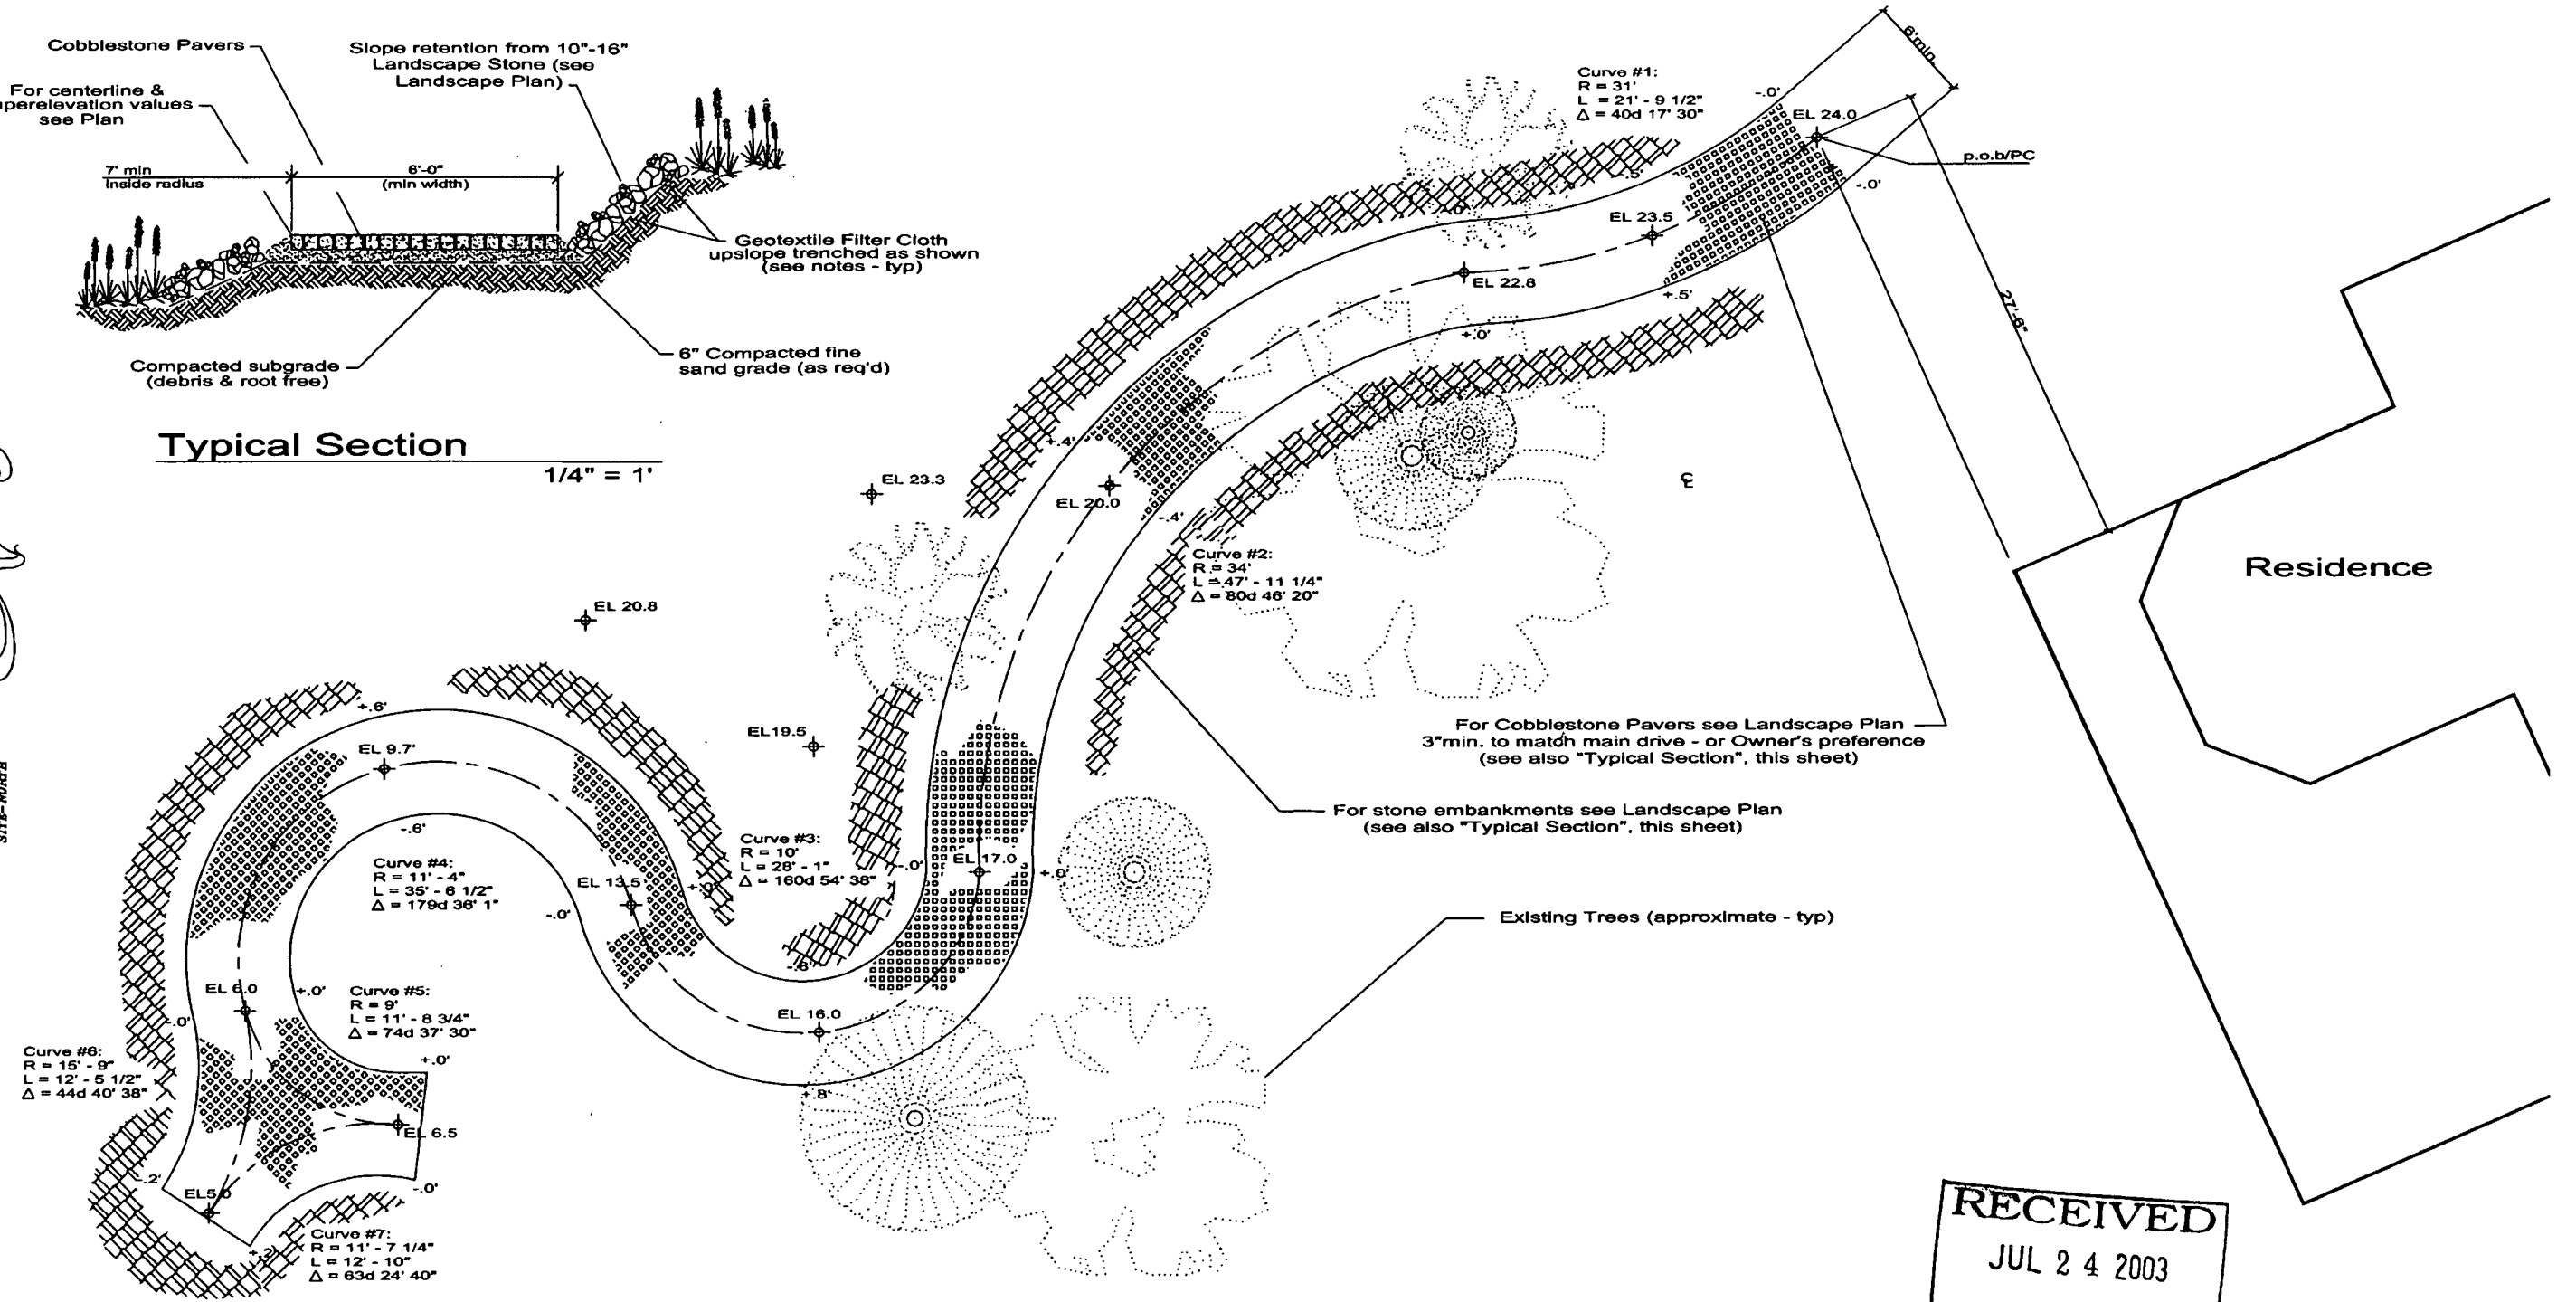 Cobblestone Pavers
For centerline &
perelevation values
see Plan
Slope retention from 10"-16"
Landscape Stone (see
Landscape Plan)
7' min
inside radius
6'-0"
(min width)
Geotextile Filter Cloth
upslope trenched as shown
(see notes - typ)
Compacted subgrade
(debris & root free)
6" Compacted fine
sand grade (as req'd)
Typical Section
1/4" = 1'
Curve #1:
R = 31'
L = 21' - 9 1/2"
Δ = 40d 17' 30"
6'min.
-.0'
EL 24.0
p.o.b/PC
-.0'
EL 23.5
+.5'
EL 22.8
+.0'
27'-6"
+.4'
EL 20.0
-.4'
EL 23.3
℄
Curve #2:
R = 34'
L = 47' - 11 1/4"
Δ = 80d 46' 20"
Residence
EL 20.8
EL19.5
For Cobblestone Pavers see Landscape Plan
3"min. to match main drive - or Owner's preference
(see also "Typical Section", this sheet)
For stone embankments see Landscape Plan
(see also "Typical Section", this sheet)
+.6'
EL 9.7'
-.6'
Curve #3:
R = 10'
L = 28' - 1"
Δ = 160d 54' 38"
-.0'
EL 17.0
+.0'
Curve #4:
R = 11' - 4"
L = 35' - 6 1/2"
Δ = 179d 36' 1"
EL 13.5
+.0'
-.0'
Existing Trees (approximate - typ)
-.8'
EL 16.0
+.8'
EL 6.0
+.0'
-.0'
Curve #5:
R = 9'
L = 11' - 8 3/4"
Δ = 74d 37' 30"
+.0'
Curve #6:
R = 15' - 9"
L = 12' - 5 1/2"
Δ = 44d 40' 38"
EL 6.5
-.2'
EL5.0
-.0'
+.2'
Curve #7:
R = 11' - 7 1/4"
L = 12' - 10"
Δ = 63d 24' 40"
RECEIVED
JUL 24 2003